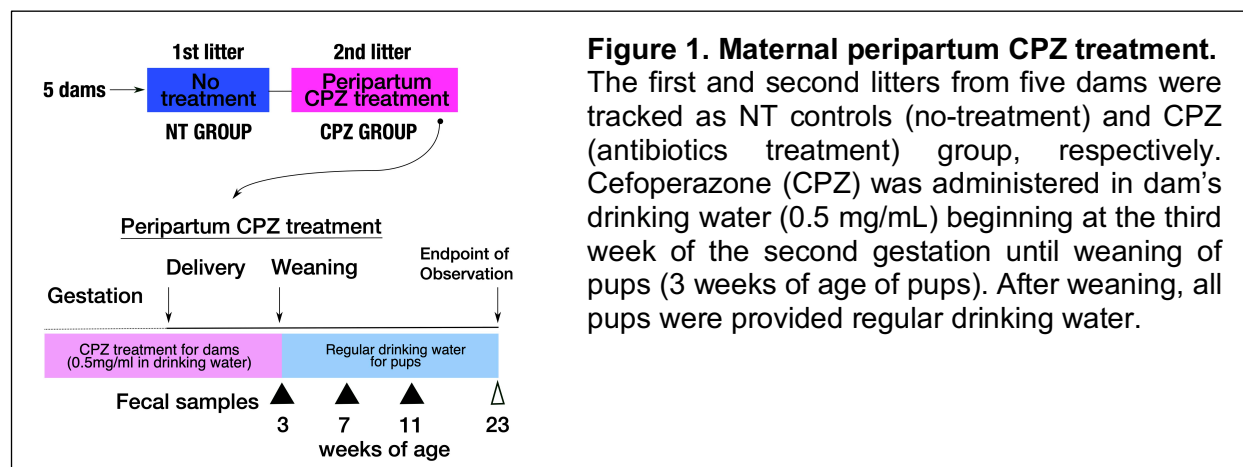 1st litter
2nd litter
5 dams
No
treatment
Peripartum
CPZ treatment
NT GROUP
CPZ GROUP
Peripartum CPZ treatment
Endpoint of
Observation
Delivery
Weaning
Gestation
CPZ treatment for dams
(0.5mg/ml in drinking water)
Regular drinking water
for pups
Fecal samples
3
7
11
23
weeks of age
Figure 1. Maternal peripartum CPZ treatment.
The first and second litters from five dams were
tracked as NT controls (no-treatment) and CPZ
(antibiotics treatment) group, respectively.
Cefoperazone (CPZ) was administered in dam's
drinking water (0.5 mg/mL) beginning at the third
week of the second gestation until weaning of
pups (3 weeks of age of pups). After weaning, all
pups were provided regular drinking water.